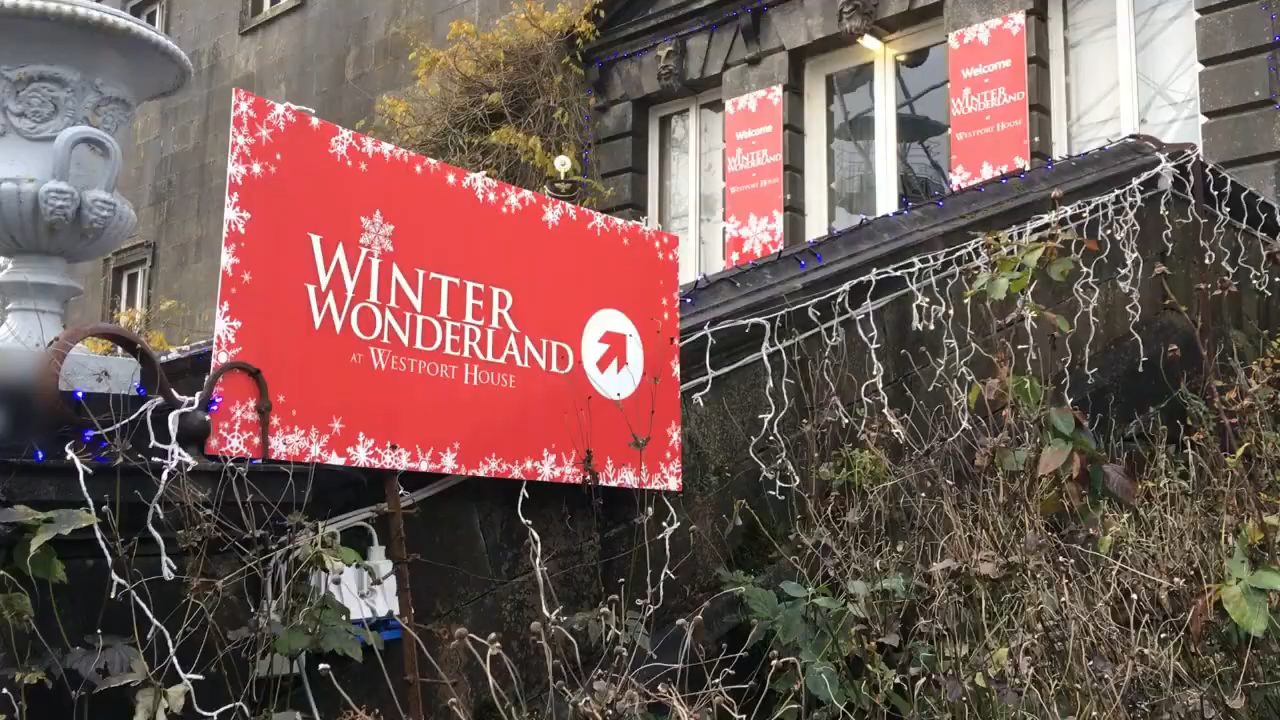 WINTER
WONDERLAND
AT WESTPORT HOUSE
Welcome
WINTER
WONDERLAND
WESTPORT HOUSE
Welcome
WINTER
WONDERLAND
WESTPORT HOUSE